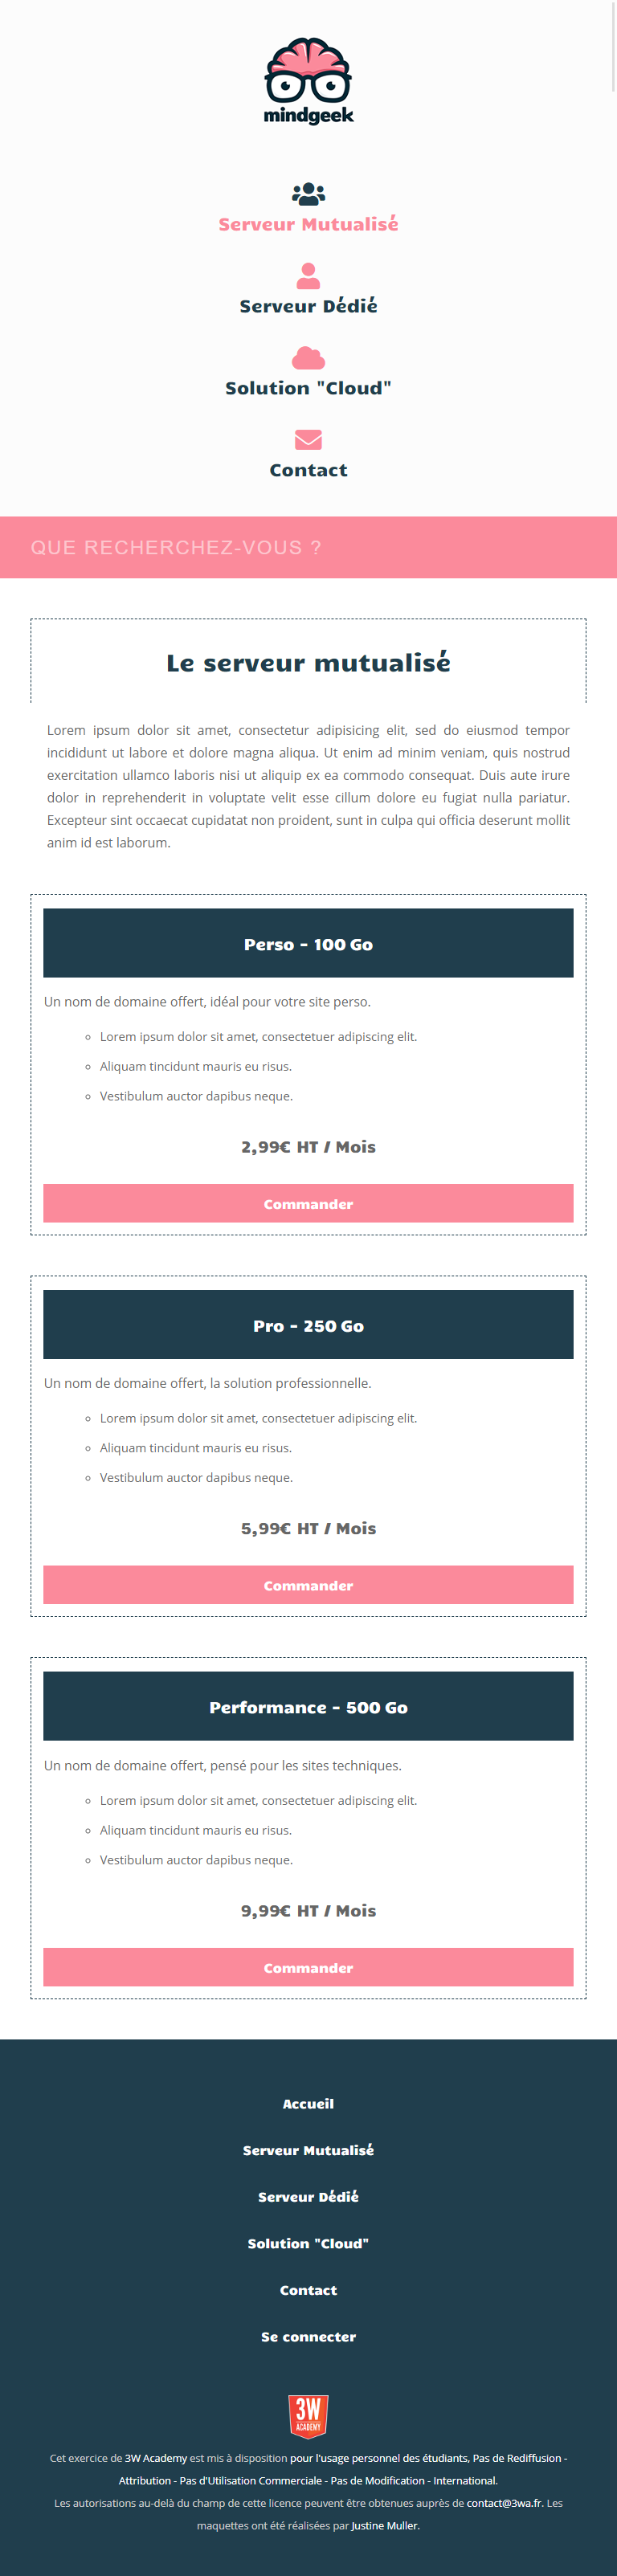 mindgeek
Serveur Mutualisé
Serveur Dédié
Solution "Cloud"
Contact
QUE RECHERCHEZ-VOUS ?
Le serveur mutualisé
Lorem ipsum dolor sit amet, consectetur adipisicing elit, sed do eiusmod tempor
incididunt ut labore et dolore magna aliqua. Ut enim ad minim veniam, quis nostrud
exercitation ullamco laboris nisi ut aliquip ex ea commodo consequat. Duis aute irure
dolor in reprehenderit in voluptate velit esse cillum dolore eu fugiat nulla pariatur.
Excepteur sint occaecat cupidatat non proident, sunt in culpa qui officia deserunt mollit
anim id est laborum.
Perso - 100 Go
Un nom de domaine offert, idéal pour votre site perso.
Lorem ipsum dolor sit amet, consectetuer adipiscing elit.
Aliquam tincidunt mauris eu risus.
Vestibulum auctor dapibus neque.
2,99€ HT / Mois
Commander
Pro - 250 Go
Un nom de domaine offert, la solution professionnelle.
Lorem ipsum dolor sit amet, consectetuer adipiscing elit.
Aliquam tincidunt mauris eu risus.
Vestibulum auctor dapibus neque.
5,99€ HT / Mois
Commander
Performance - 500 Go
Un nom de domaine offert, pensé pour les sites techniques.
Lorem ipsum dolor sit amet, consectetuer adipiscing elit.
Aliquam tincidunt mauris eu risus.
Vestibulum auctor dapibus neque.
9,99€ HT / Mois
Commander
Accueil
Serveur Mutualisé
Serveur Dédié
Solution "Cloud"
Contact
Se connecter
3W
ACADEMY
Cet exercice de 3W Academy est mis à disposition pour l'usage personnel des étudiants, Pas de Rediffusion -
Attribution - Pas d'Utilisation Commerciale - Pas de Modification - International.
Les autorisations au-delà du champ de cette licence peuvent être obtenues auprès de contact@3wa.fr. Les
maquettes ont été réalisées par Justine Muller.